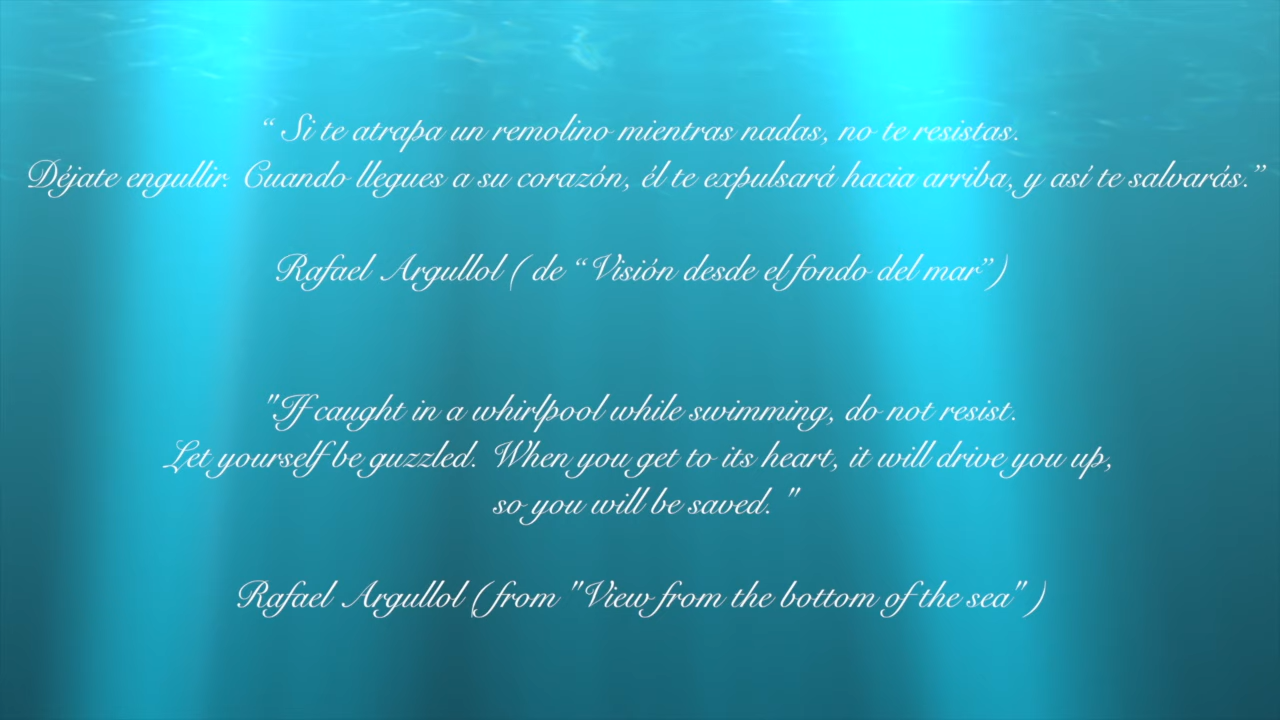 “ Si te atrapa un remolino mientras nadas, no te resistas.
Déjate engullir. Cuando llegues a su corazón, él te expulsará hacia arriba, y así te salvarás.”
Rafael Argullol ( de “Visión desde el fondo del mar”)
"If caught in a whirlpool while swimming, do not resist.
Let yourself be guzzled. When you get to its heart, it will drive you up,
so you will be saved. "
Rafael Argullol (from "View from the bottom of the sea" )